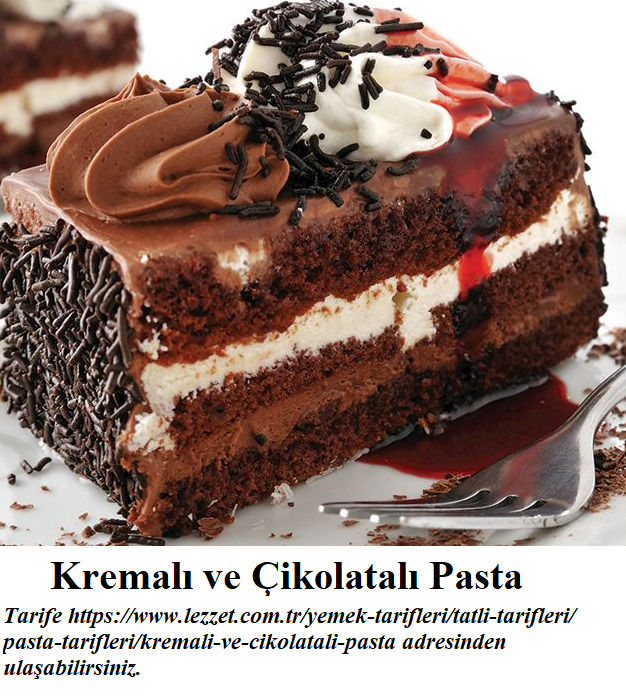 Kremalı ve Çikolatalı Pasta
Tarife https://www.lezzet.com.tr/yemek-tarifleri/tatli-tarifleri/
pasta-tarifleri/kremali-ve-cikolatali-pasta adresinden
ulaşabilirsiniz.